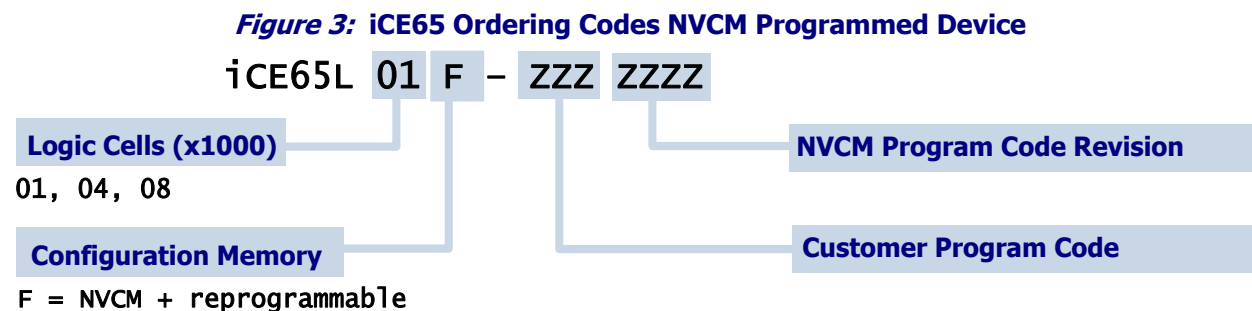 Figure 3: iCE65 Ordering Codes NVCM Programmed Device
iCE65L 01 F - ZZZ ZZZZ
Logic Cells (x1000)
01, 04, 08
NVCM Program Code Revision
Configuration Memory
F = NVCM + reprogrammable
Customer Program Code